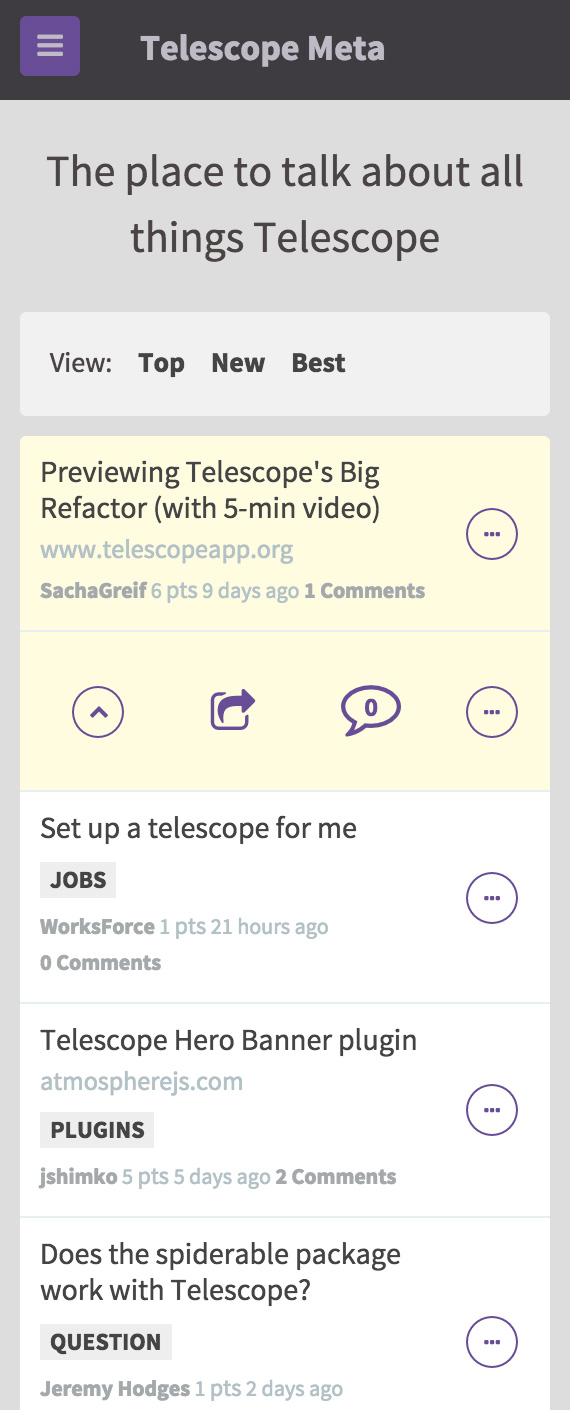 Telescope Meta
The place to talk about all
things Telescope
View: Top New Best
Previewing Telescope's Big
Refactor (with 5-min video)
www.telescopeapp.org
SachaGreif 6 pts 9 days ago 1 Comments
0
Set up a telescope for me
JOBS
WorksForce 1 pts 21 hours ago
0 Comments
Telescope Hero Banner plugin
atmospherejs.com
PLUGINS
jshimko 5 pts 5 days ago 2 Comments
Does the spiderable package
work with Telescope?
QUESTION
Jeremy Hodges 1 pts 2 days ago